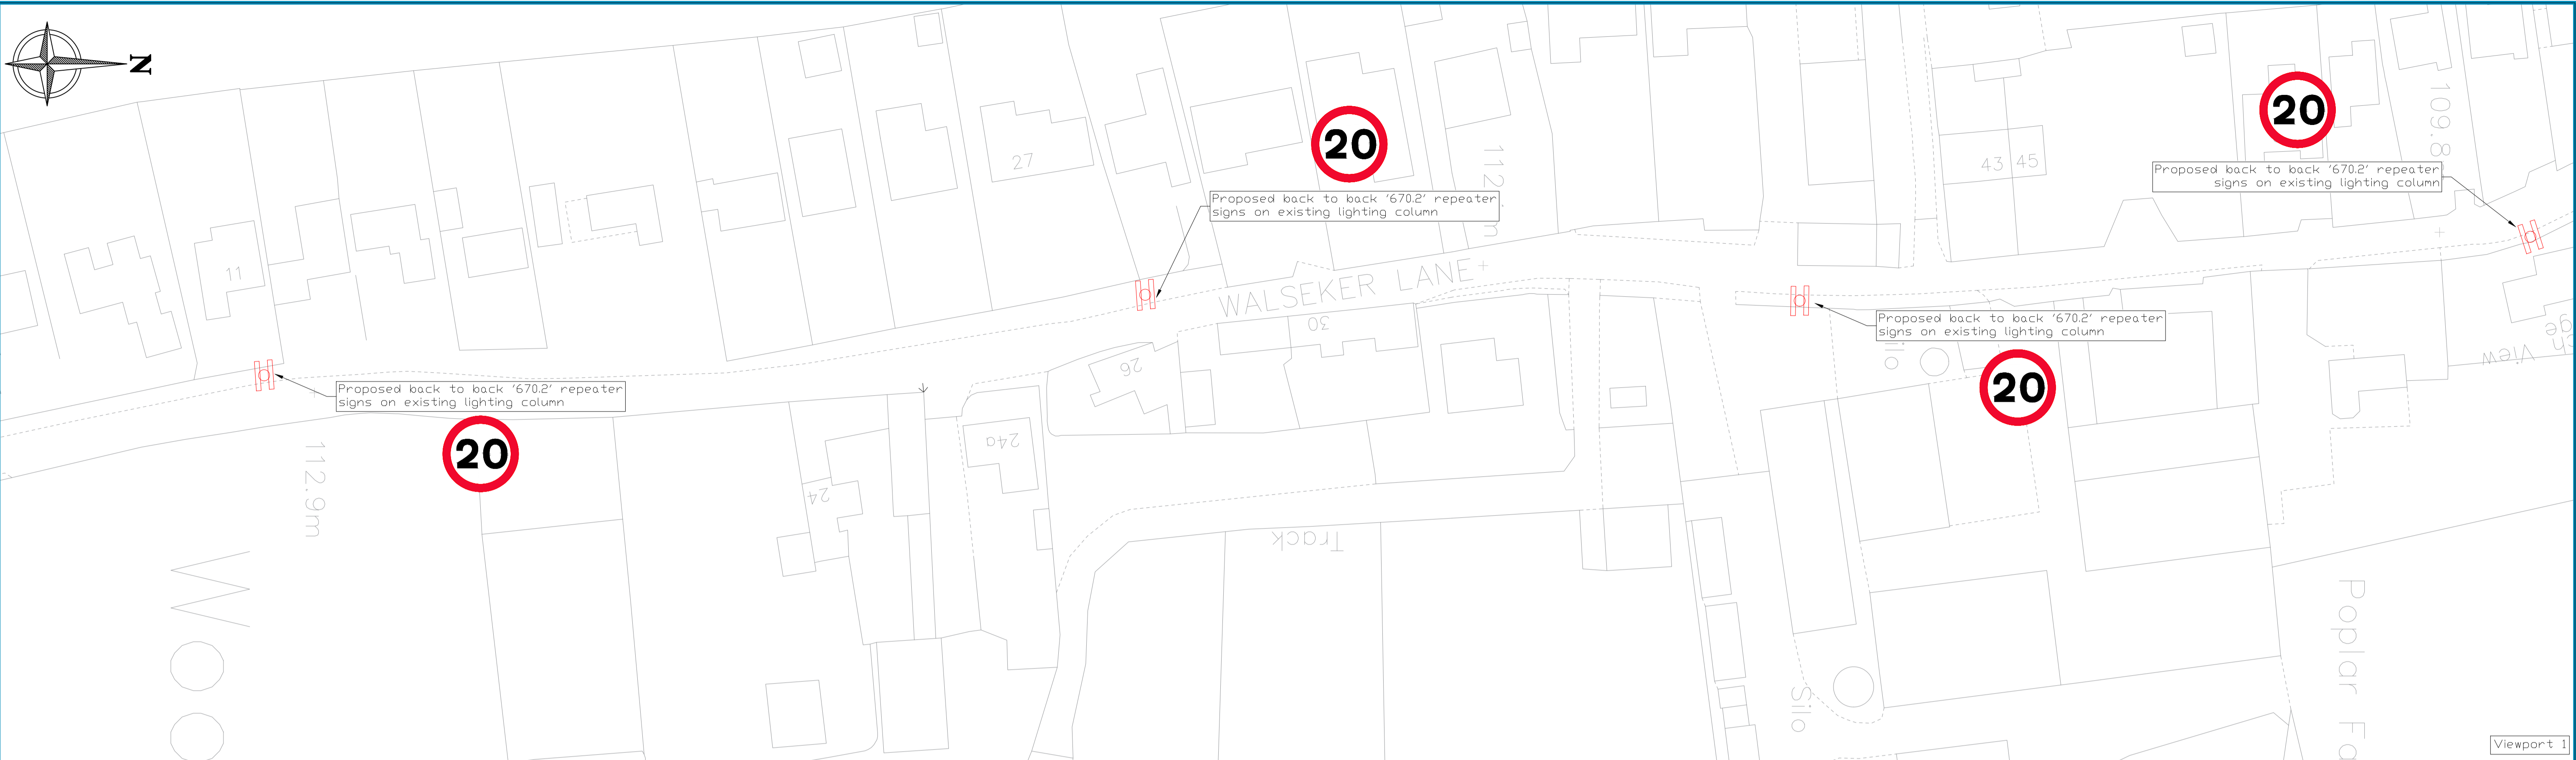 N
20
20
109.8
Proposed back to back '670.2' repeater
signs on existing lighting column
27
43 45
112.
m
Proposed back to back '670.2' repeater
signs on existing lighting column
11
WALSEKER LANE
30
Proposed back to back '670.2' repeater
signs on existing lighting column
26
View
Proposed back to back '670.2' repeater
signs on existing lighting column
20
20
24a
112.9m
24
Track
WOO
Silo
Poplar
Viewport 1